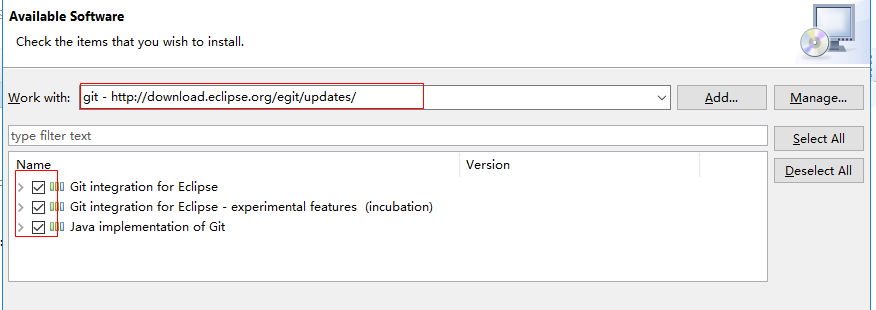 Available Software
Check the items that you wish to install.
Work with: git - http://download.eclipse.org/egit/updates/ Add... Manage...
type filter text Select All
Name Version Deselect All
Git integration for Eclipse
Git integration for Eclipse - experimental features (incubation)
Java implementation of Git